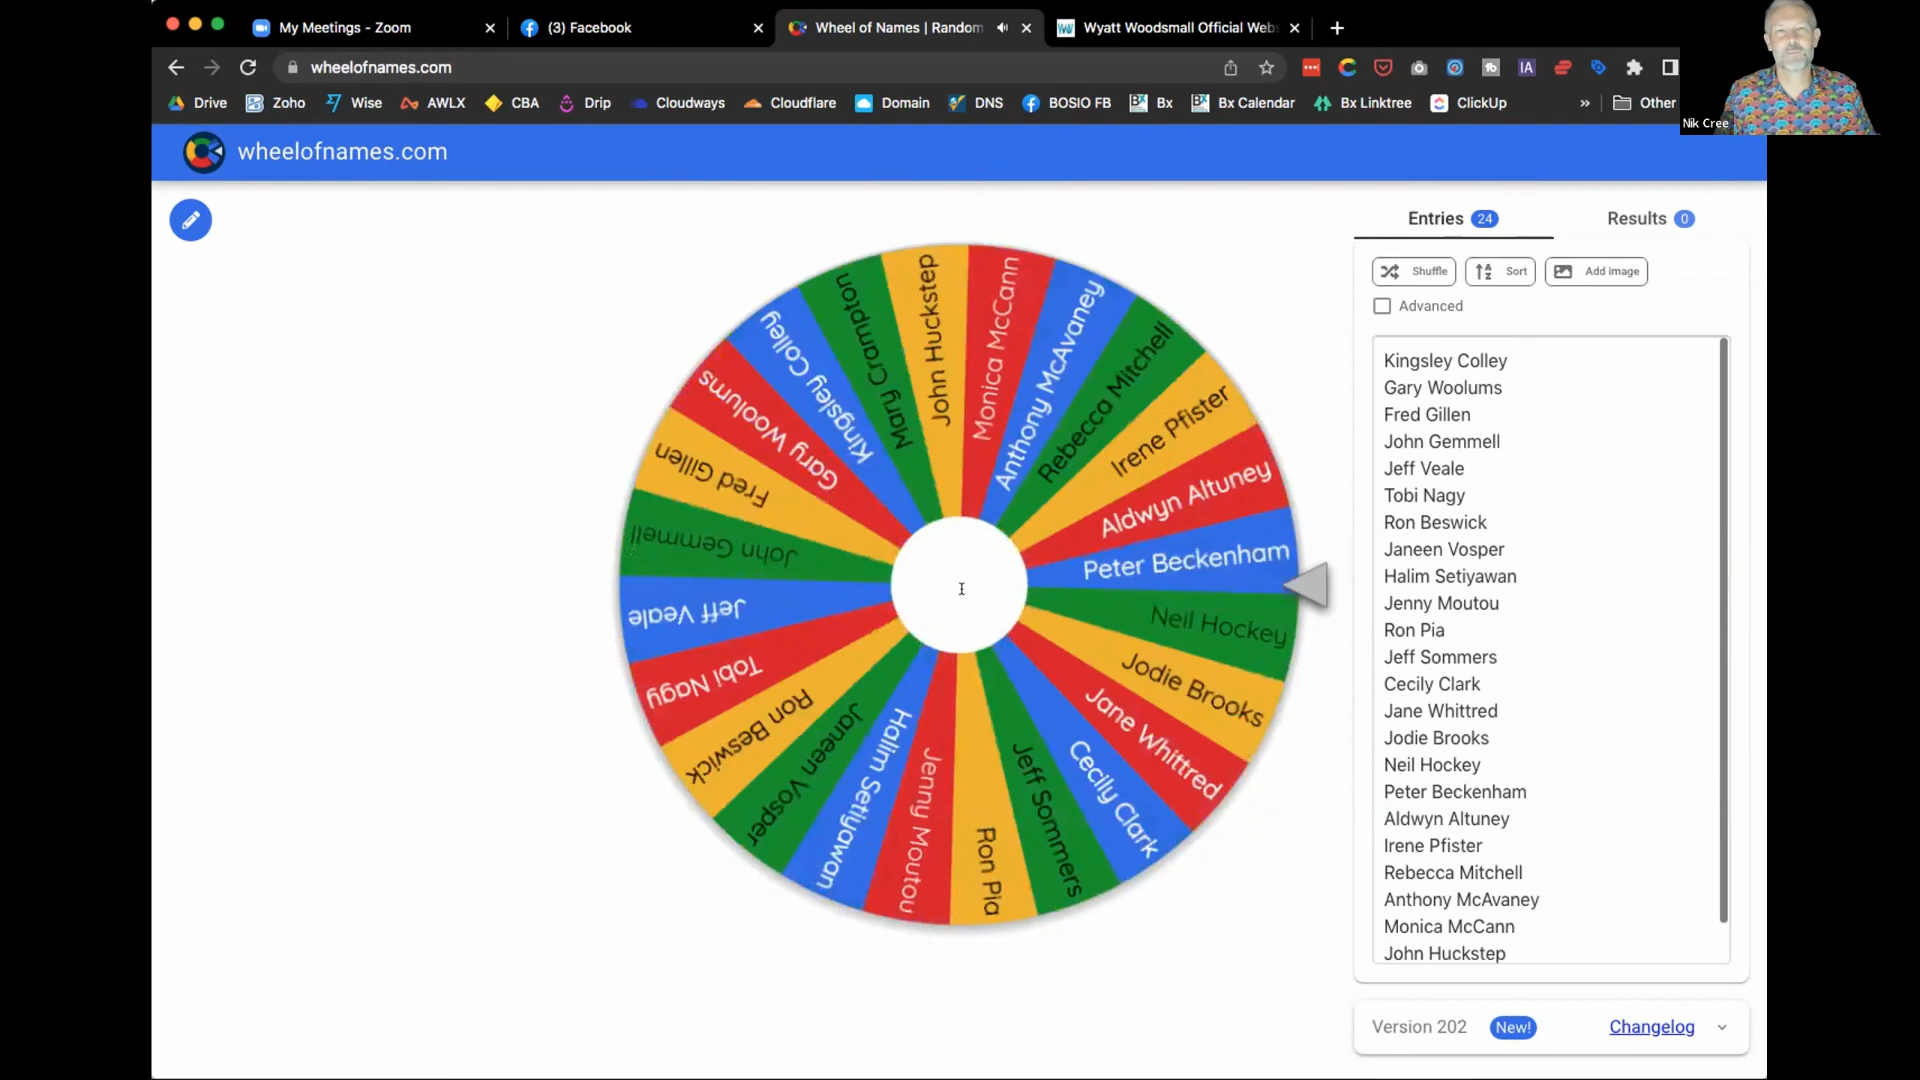 My Meetings - Zoom
(3) Facebook
Wheel of Names | Random
Wyatt Woodsmall Official Webs
wheelofnames.com
IA
Drive
Zoho
Wise
AWLX
CBA
Drip
Cloudways
Cloudflare
Domain
DNS
BOSIO FB
Bx
Bx Calendar
Bx Linktree
ClickUp
»
Other
Nik Cree
wheelofnames.com
Entries 24
Results 0
Shuffle
Sort
Add image
Advanced
John Huckstep
Monica McCann
Anthony McAvaney
Rebecca Mitchell
Irene Pfister
Aldwyn Altuney
Peter Beckenham
Neil Hockey
Jodie Brooks
Jane Whittred
Cecily Clark
Jeff Sommers
Ron Pia
Jenny Moutou
Halim Setiyawan
Janeen Vosper
Ron Beswick
Tobi Nagy
Jeff Veale
John Gemmell
Fred Gillen
Gary Woolums
Kingsley Colley
Mary Crampton
Kingsley Colley
Gary Woolums
Fred Gillen
John Gemmell
Jeff Veale
Tobi Nagy
Ron Beswick
Janeen Vosper
Halim Setiyawan
Jenny Moutou
Ron Pia
Jeff Sommers
Cecily Clark
Jane Whittred
Jodie Brooks
Neil Hockey
Peter Beckenham
Aldwyn Altuney
Irene Pfister
Rebecca Mitchell
Anthony McAvaney
Monica McCann
John Huckstep
Version 202 New! Changelog